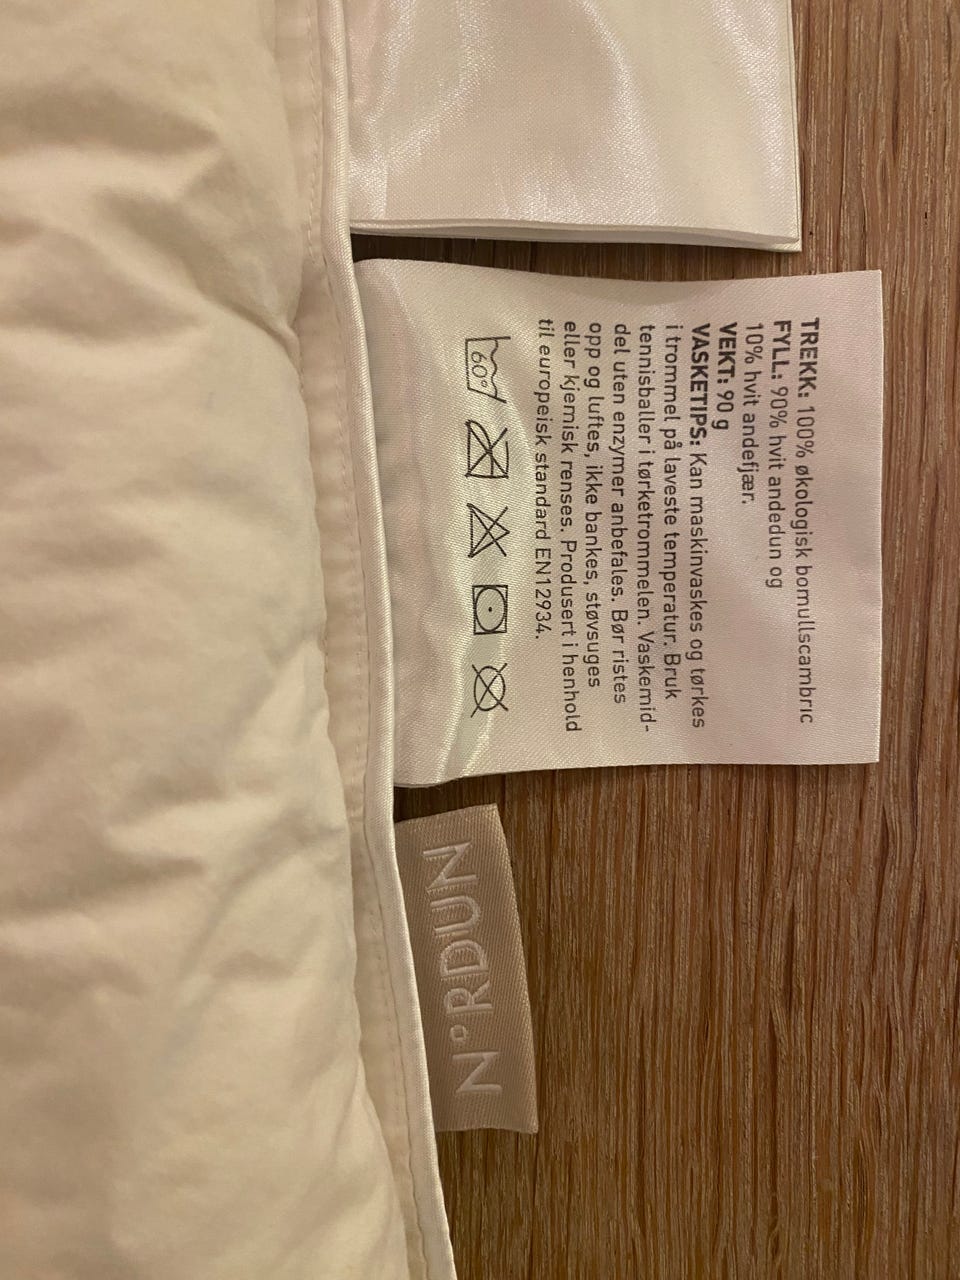 TREKK: 100% økologisk bomullscambric
FYLL: 90% hvit andedun og
10% hvit andefjær.
VEKT: 90 g
VASKETIPS: Kan maskinvaskes og tørkes
i trommel på laveste temperatur. Bruk
tennisballer i tørketrommelen. Vaskemid-
del uten enzymer anbefales. Bør ristes
opp og luftes, ikke bankes, støvsuges
eller kjemisk renses. Produsert i henhold
til europeisk standard EN12934.
60°
N°RDUN